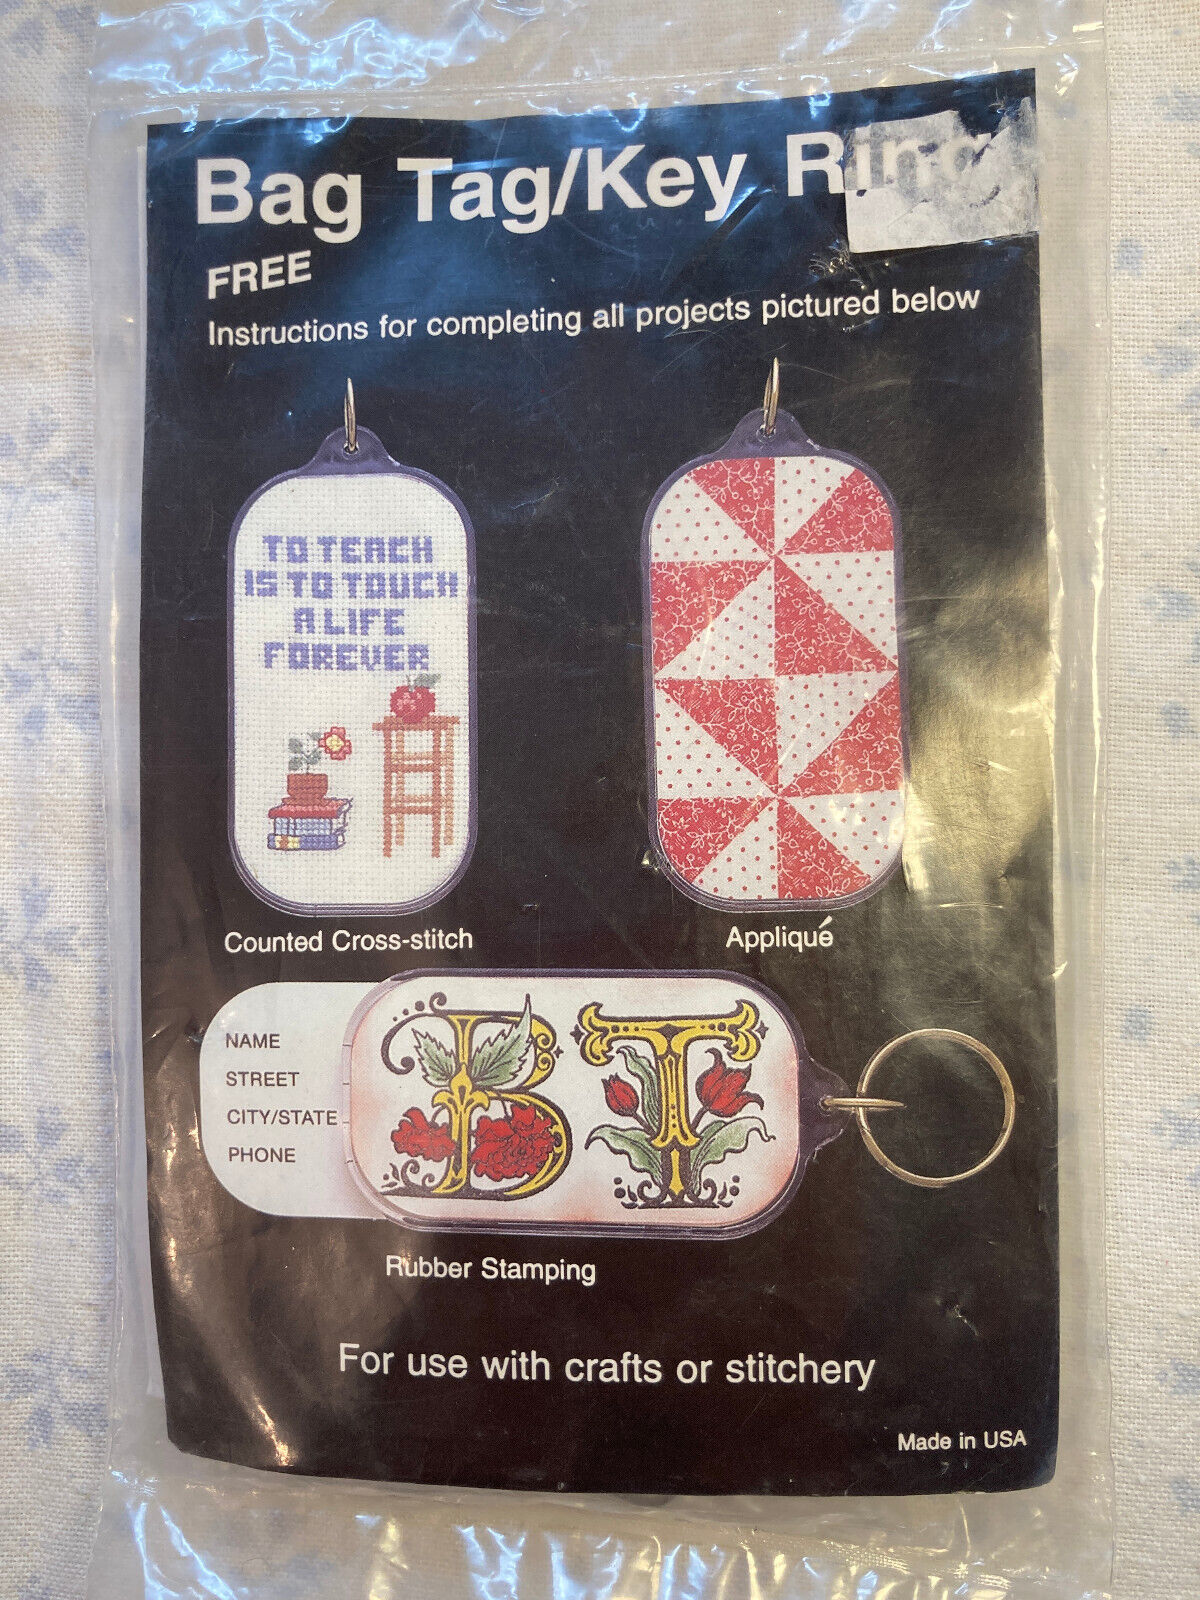 Bag Tag/Key Ring
FREE
Instructions for completing all projects pictured below
TO TEACH
IS TO TOUCH
A LIFE
FOREVER
Counted Cross-stitch
Appliqué
NAME
STREET
CITY/STATE
PHONE
B T
Rubber Stamping
For use with crafts or stitchery
Made in USA